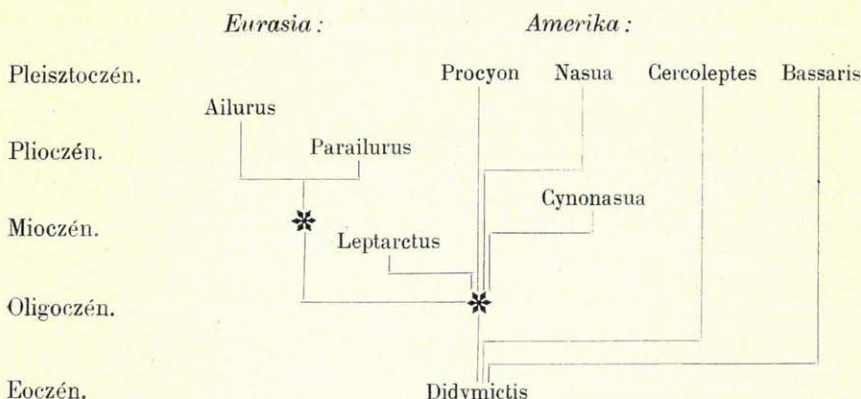 Eurasia :
Amerika :
Pleisztoczén.
Procyon
Nasua
Cercoleptes
Bassaris
Ailurus
Plioczén.
Parailurus
Cynonasua
Mioczén.
Leptarctus
Oligoczén.
Eoczén.
Didymictis